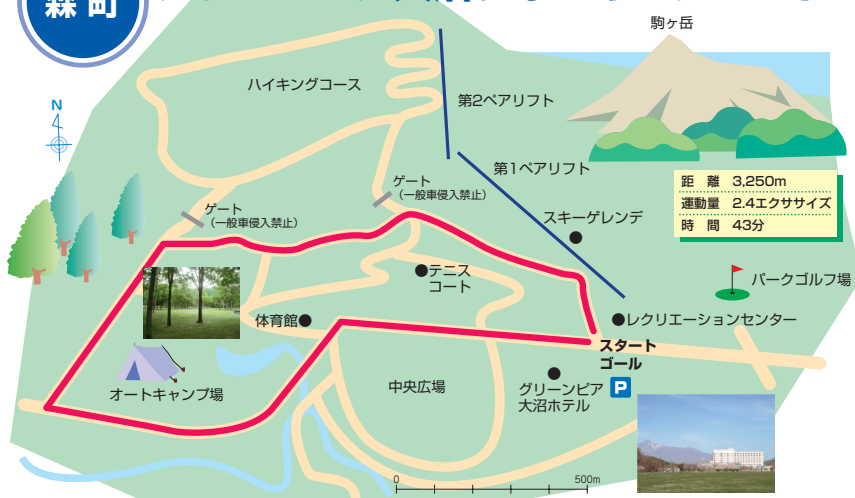 森町
駒ヶ岳
ハイキングコース
第2ペアリフト
N
第1ペアリフト
距 離 3,250m
運動量 2.4エクササイズ
時 間 43分
ゲート
(一般車侵入禁止)
ゲート
(一般車侵入禁止)
スキーゲレンデ
テニス
コート
パークゴルフ場
体育館
レクリエーションセンター
スタート
ゴール
オートキャンプ場
中央広場
グリーンピア
大沼ホテル
P
0 500m